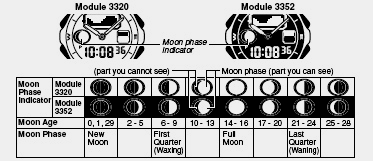 Module 3320
Module 3352
Moon phase indicator
10:08 36
10:08 36
(part you cannot see)
Moon phase (part you can see)
Moon Phase Indicator
Module 3320
Module 3352
Moon Age
0, 1, 29
2 - 5
6 - 9
10 - 13
14 - 16
17 - 20
21 - 24
25 - 28
Moon Phase
New Moon
First Quarter (Waxing)
Full Moon
Last Quarter (Waning)